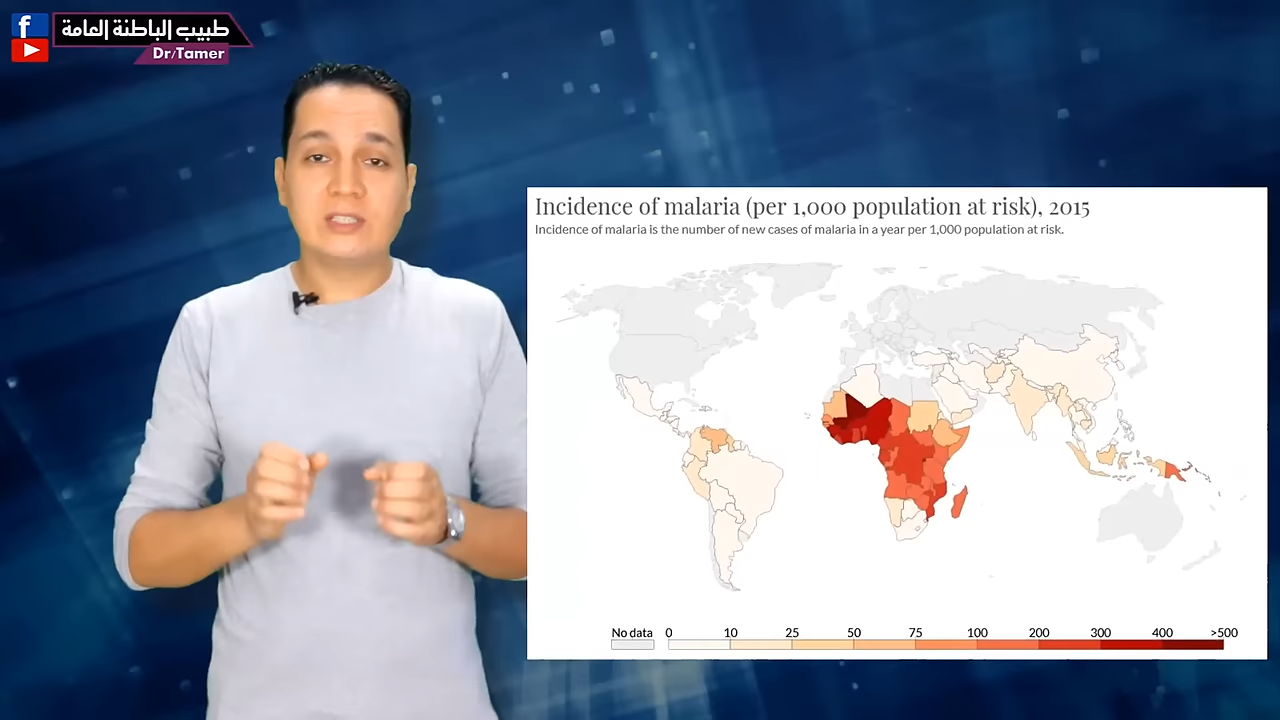 f
طبيب الباطنة العامة
Dr/Tamer
Incidence of malaria (per 1,000 population at risk), 2015
Incidence of malaria is the number of new cases of malaria in a year per 1,000 population at risk.
No data 0 10 25 50 75 100 200 300 400 >500